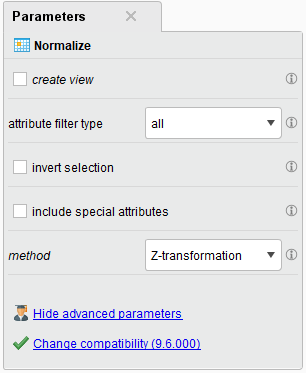 Parameters
Normalize
create view
attribute filter type all
invert selection
include special attributes
method Z-transformation
Hide advanced parameters
Change compatibility (9.6.000)